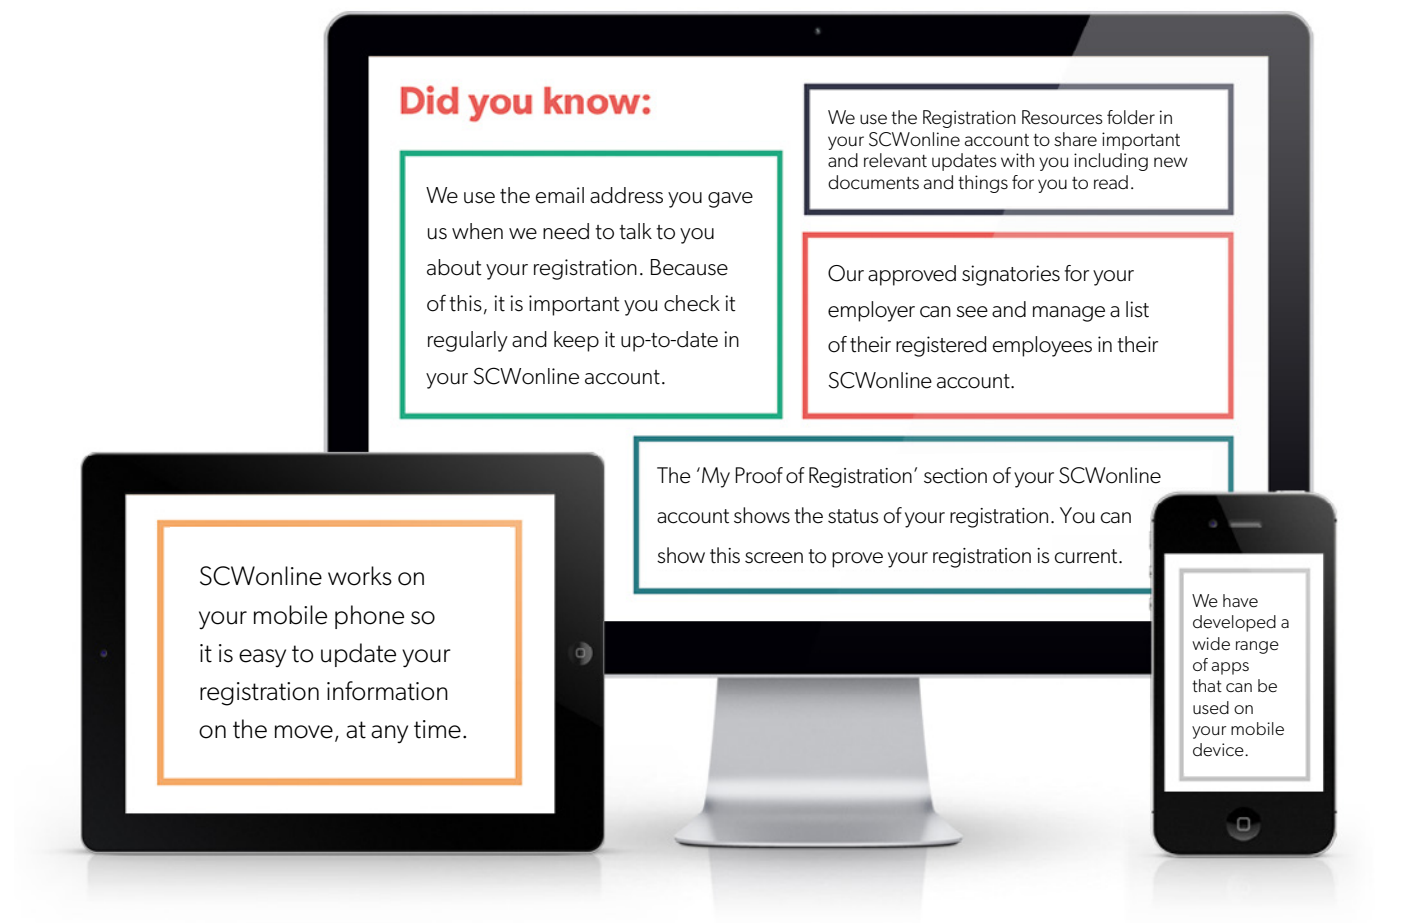 Did you know:
We use the email address you gave
us when we need to talk to you
about your registration. Because
of this, it is important you check it
regularly and keep it up-to-date in
your SCWonline account.
We use the Registration Resources folder in
your SCWonline account to share important
and relevant updates with you including new
documents and things for you to read.
Our approved signatories for your
employer can see and manage a list
of their registered employees in their
SCWonline account.
The ‘My Proof of Registration’ section of your SCWonline
account shows the status of your registration. You can
show this screen to prove your registration is current.
SCWonline works on
your mobile phone so
it is easy to update your
registration information
on the move, at any time.
We have
developed a
wide range
of apps
that can be
used on
your mobile
device.